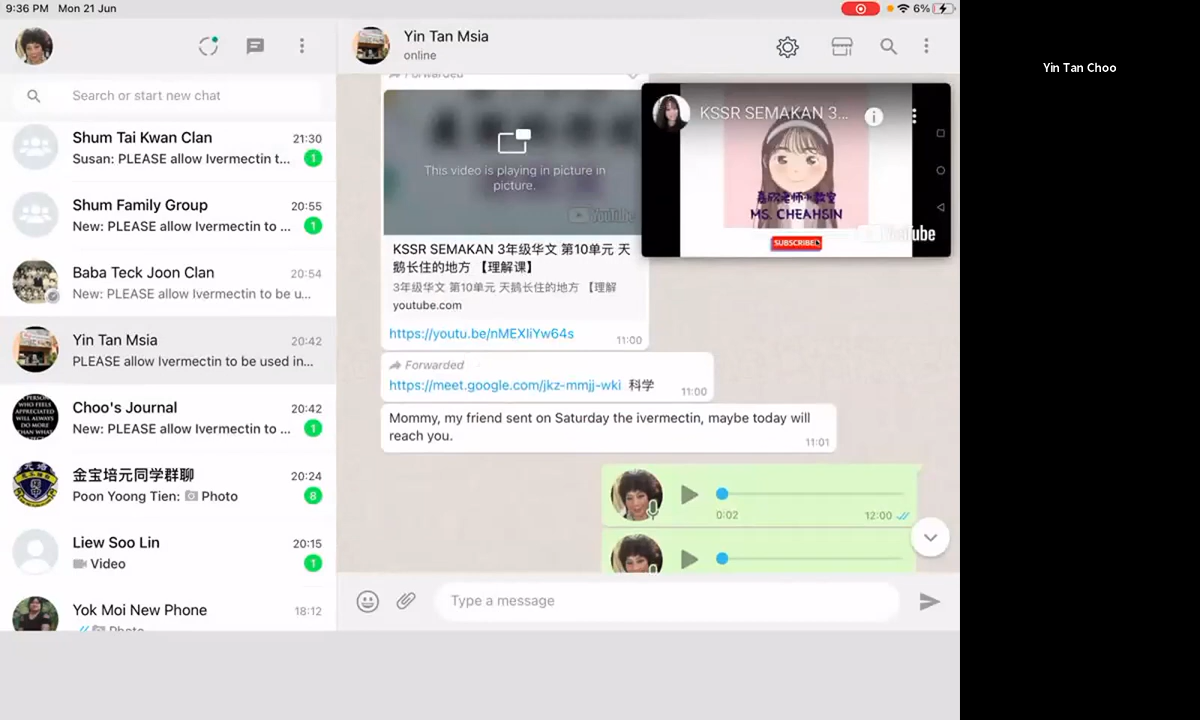 9:36 PM Mon 21 Jun
6%
Yin Tan Choo
Search or start new chat
Shum Tai Kwan Clan 21:30
Susan: PLEASE allow Ivermectin t... 1
Shum Family Group 20:55
New: PLEASE allow Ivermectin to ... 1
Baba Teck Joon Clan 20:54
New: PLEASE allow Ivermectin to be u...
Yin Tan Msia 20:42
PLEASE allow Ivermectin to be used in...
Choo's Journal 20:42
New: PLEASE allow Ivermectin to ... 1
金宝培元同学群聊 20:24
Poon Yoong Tien: Photo 8
Liew Soo Lin 20:15
Video 1
Yok Moi New Phone 18:12
Photo
Yin Tan Msia
online
Forwarded
This video is playing in picture in
picture.
YouTube
KSSR SEMAKAN 3年级华文 第10单元 天
鹅长住的地方 【理解课】
3年级华文 第10单元 天鹅长住的地方 【理解
youtube.com
https://youtu.be/nMEXIiYw64s
11:00
KSSR SEMAKAN 3...
MS. CHEAHSIN
SUBSCRIBE
YouTube
Forwarded
https://meet.google.com/jkz-mmjj-wki 科学
11:00
Mommy, my friend sent on Saturday the ivermectin, maybe today will
reach you.
11:01
0:02 12:00
Type a message